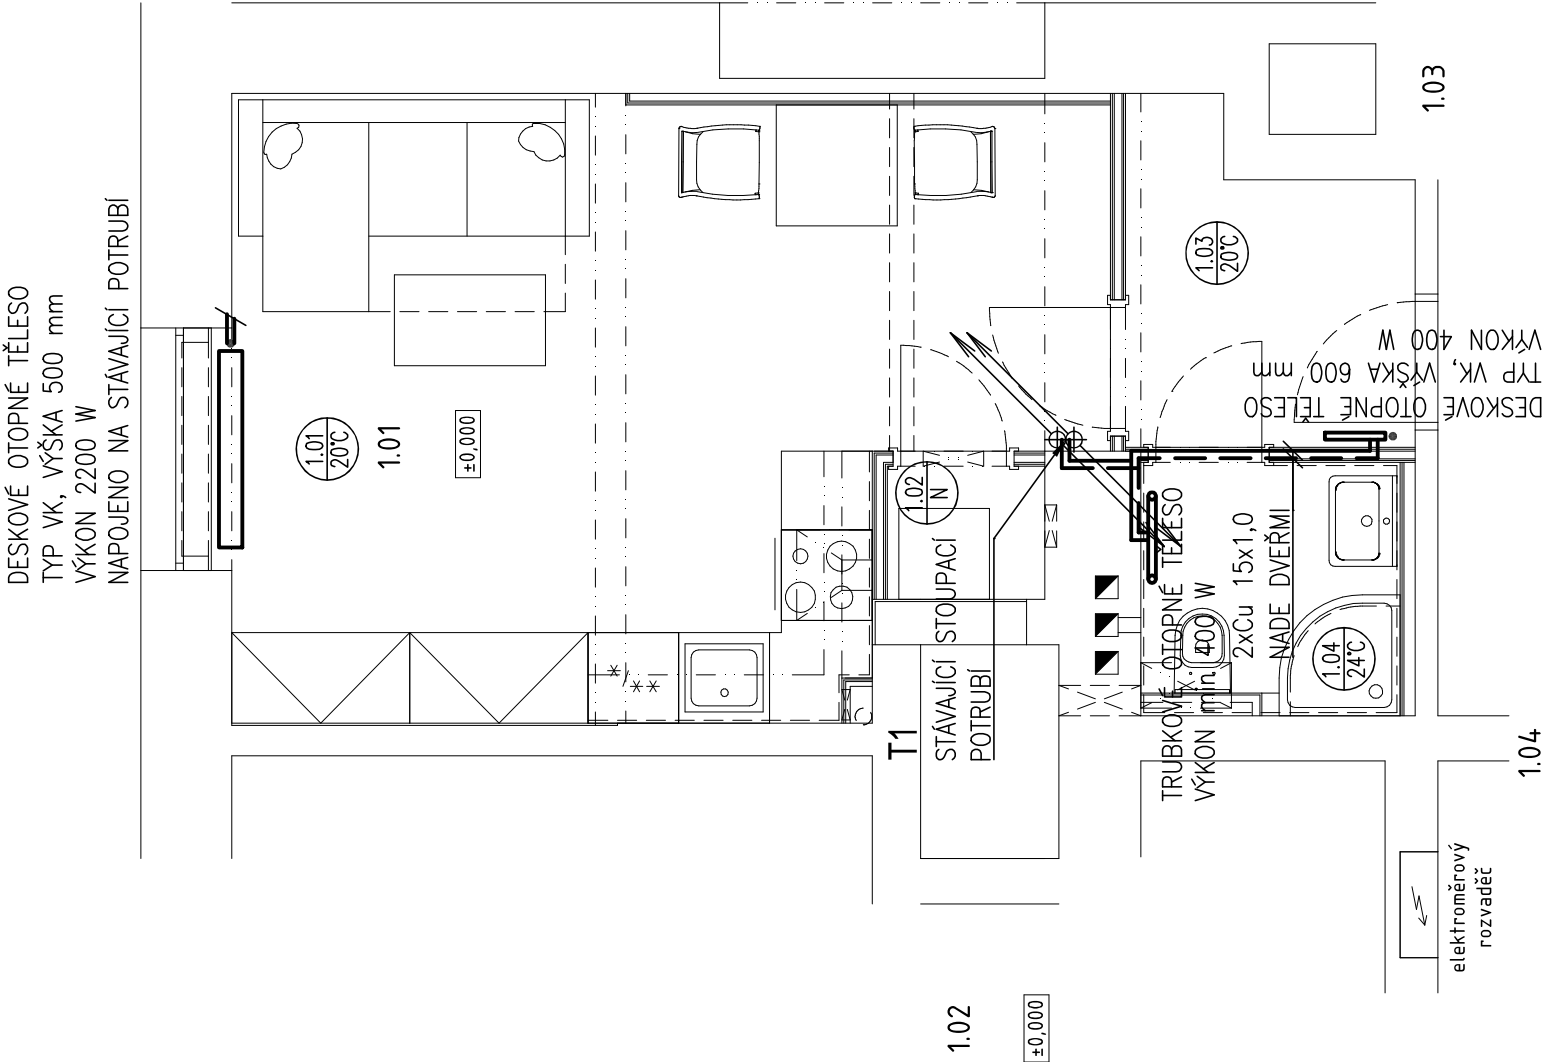 DESKOVÉ OTOPNÉ TĚLESO
TYP VK, VÝŠKA 500 mm
VÝKON 2200 W
NAPOJENO NA STÁVAJÍCÍ POTRUBÍ
1.01
20°C
1.01
±0,000
1.02
N
T1
STÁVAJÍCÍ STOUPACÍ
POTRUBÍ
1.03
20°C
1.03
DESKOVÉ OTOPNÉ TĚLESO
TYP VK, VÝŠKA 600 mm
VÝKON 400 W
TRUBKOVÉ OTOPNÉ TĚLESO
VÝKON min. 400 W
2xCu 15x1,0
NADE DVEŘMI
1.04
24°C
1.04
elektroměrový
rozvaděč
1.02
±0,000